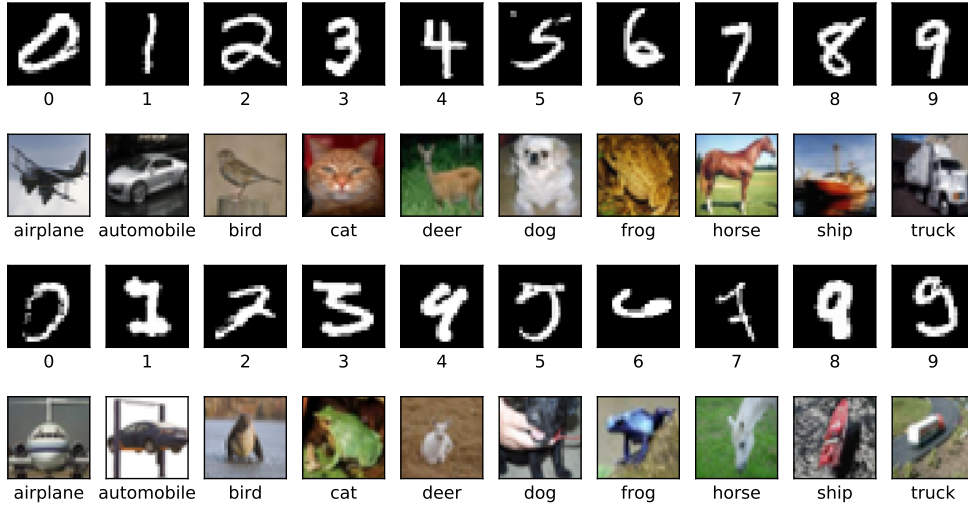 0 1 2 3 4 5 6 7 8 9
airplane automobile bird cat deer dog frog horse ship truck
0 1 2 3 4 5 6 7 8 9
airplane automobile bird cat deer dog frog horse ship truck